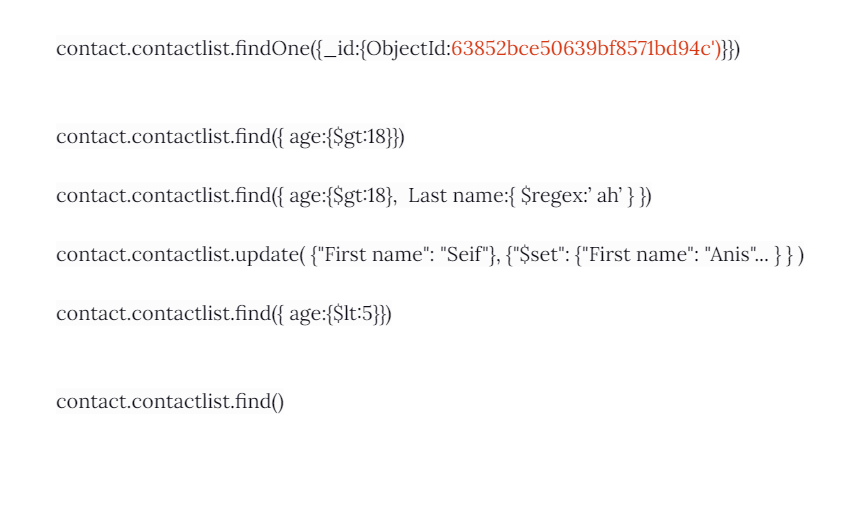 contact.contactlist.findOne({_id:{ObjectId:63852bce50639bf8571bd94c')}})
contact.contactlist.find({ age:{$gt:18}})
contact.contactlist.find({ age:{$gt:18},  Last name:{ $regex:’ ah’ } })
contact.contactlist.update( {"First name": "Seif"}, {"$set": {"First name": "Anis"... } } )
contact.contactlist.find({ age:{$lt:5}})
contact.contactlist.find()